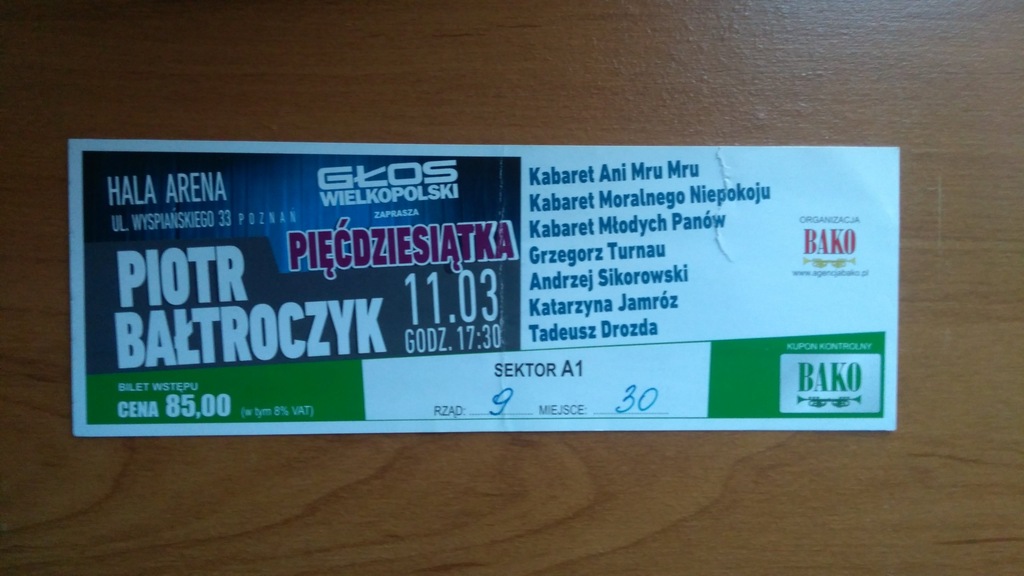 HALA ARENA
UL. WYSPIAŃSKIEGO 33 POZNAŃ
GŁOS
WIELKOPOLSKI
ZAPRASZA
PIĘĆDZIESIĄTKA
PIOTR
BAŁTROCZYK
11.03
GODZ. 17:30
Kabaret Ani Mru Mru
Kabaret Moralnego Niepokoju
Kabaret Młodych Panów
Grzegorz Turnau
Andrzej Sikorowski
Katarzyna Jamróz
Tadeusz Drozda
ORGANIZACJA
BAKO
www.agencjabako.pl
BILET WSTĘPU
CENA 85,00 (w tym 8% VAT)
SEKTOR A1
RZĄD: 9 MIEJSCE: 30
KUPON KONTROLNY
BAKO